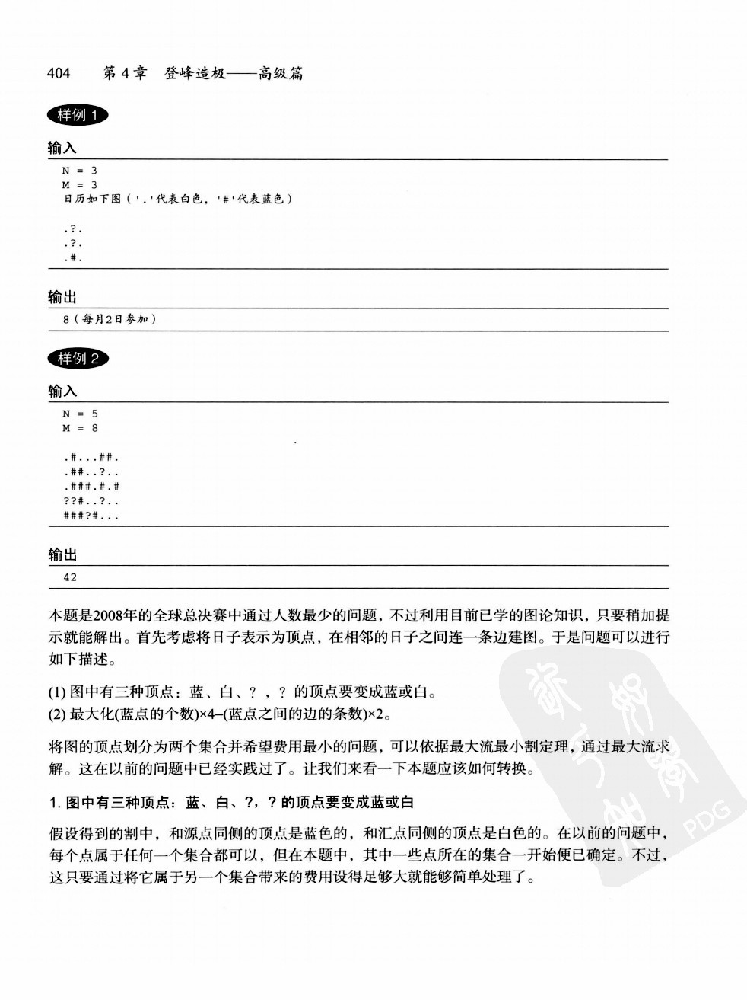 404 第4章 登峰造极——高级篇
样例 1
输入
N = 3
M = 3
日历如下图('.'代表白色，'#'代表蓝色)
.?.
.?.
.#.
输出
8(每月2日参加)
样例 2
输入
N = 5
M = 8
.#...##.
.##..?..
.###.#.#
??#..?..
###?#...
输出
42
本题是2008年的全球总决赛中通过人数最少的问题，不过利用目前已学的图论知识，只要稍加提
示就能解出。首先考虑将日子表示为顶点，在相邻的日子之间连一条边建图。于是问题可以进行
如下描述。
(1) 图中有三种顶点：蓝、白、?，? 的顶点要变成蓝或白。
(2) 最大化(蓝点的个数)×4–(蓝点之间的边的条数)×2。
将图的顶点划分为两个集合并希望费用最小的问题，可以依据最大流最小割定理，通过最大流求
解。这在以前的问题中已经实践过了。让我们来看一下本题应该如何转换。
1. 图中有三种顶点：蓝、白、?，? 的顶点要变成蓝或白
假设得到的割中，和源点同侧的顶点是蓝色的，和汇点同侧的顶点是白色的。在以前的问题中，
每个点属于任何一个集合都可以，但在本题中，其中一些点所在的集合一开始便已确定。不过，
这只要通过将它属于另一个集合带来的费用设得足够大就能够简单处理了。
PDG